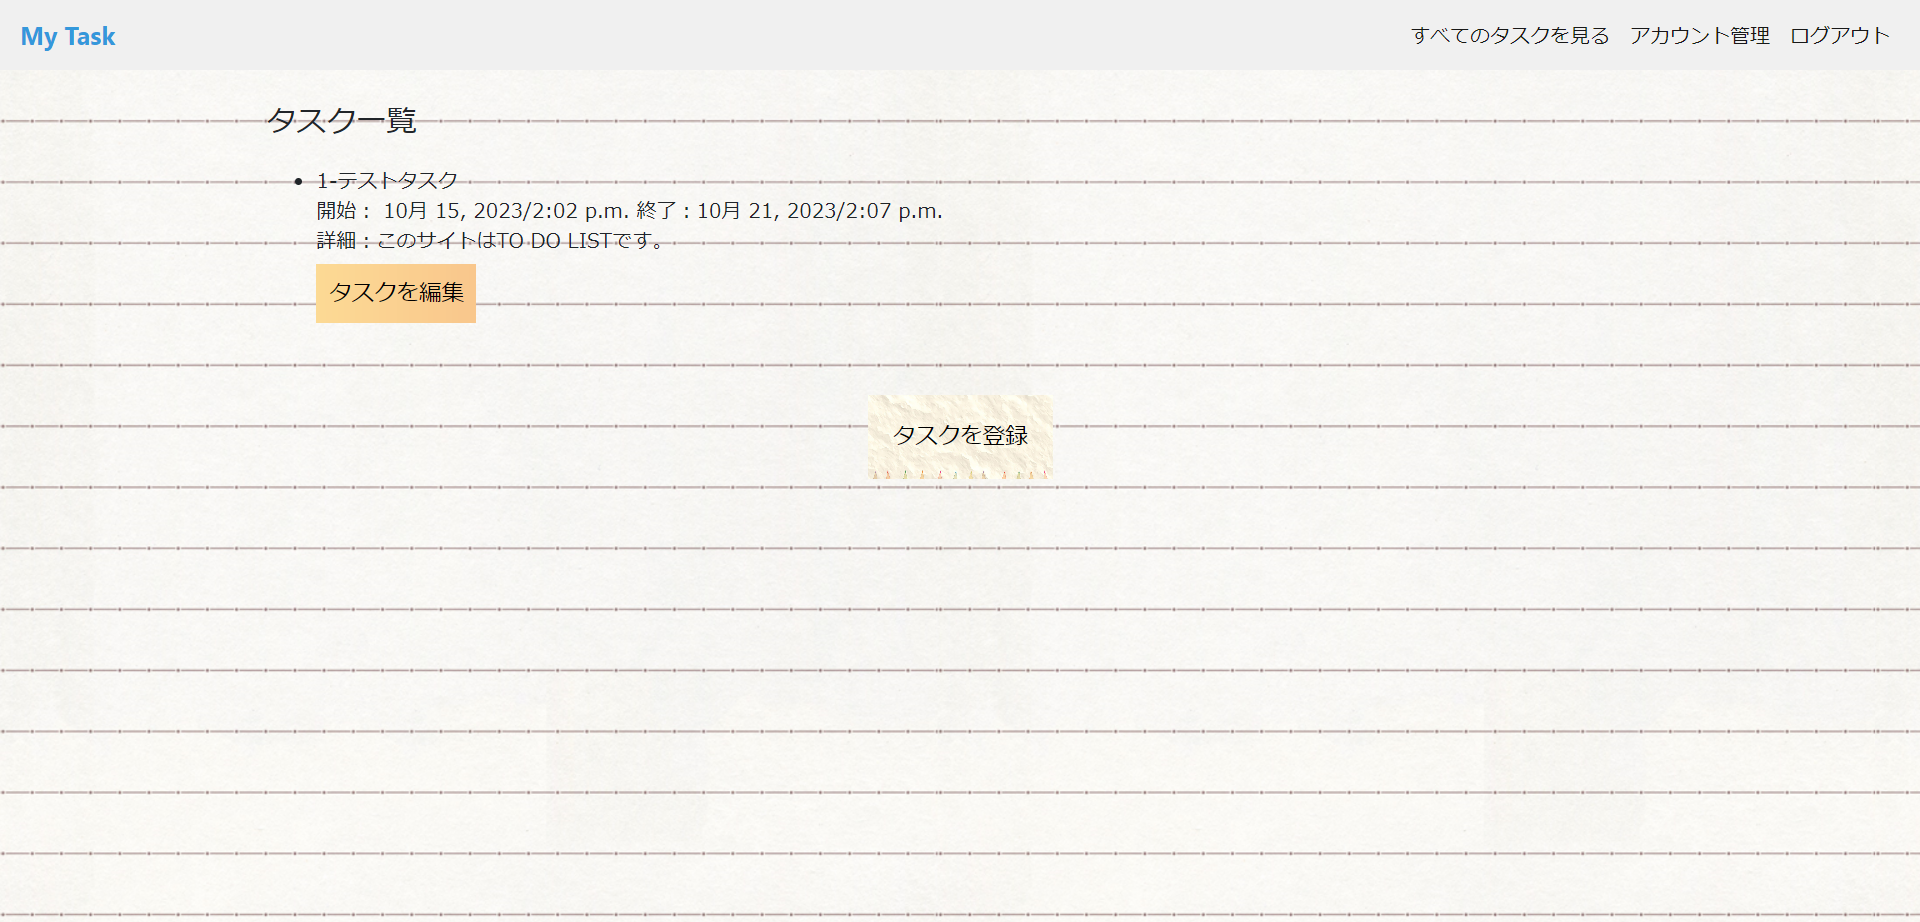 My Task
すべてのタスクを見る アカウント管理 ログアウト
タスク一覧
1-テストタスク
開始： 10月 15, 2023/2:02 p.m. 終了：10月 21, 2023/2:07 p.m.
詳細：このサイトはTO DO LISTです。
タスクを編集
タスクを登録